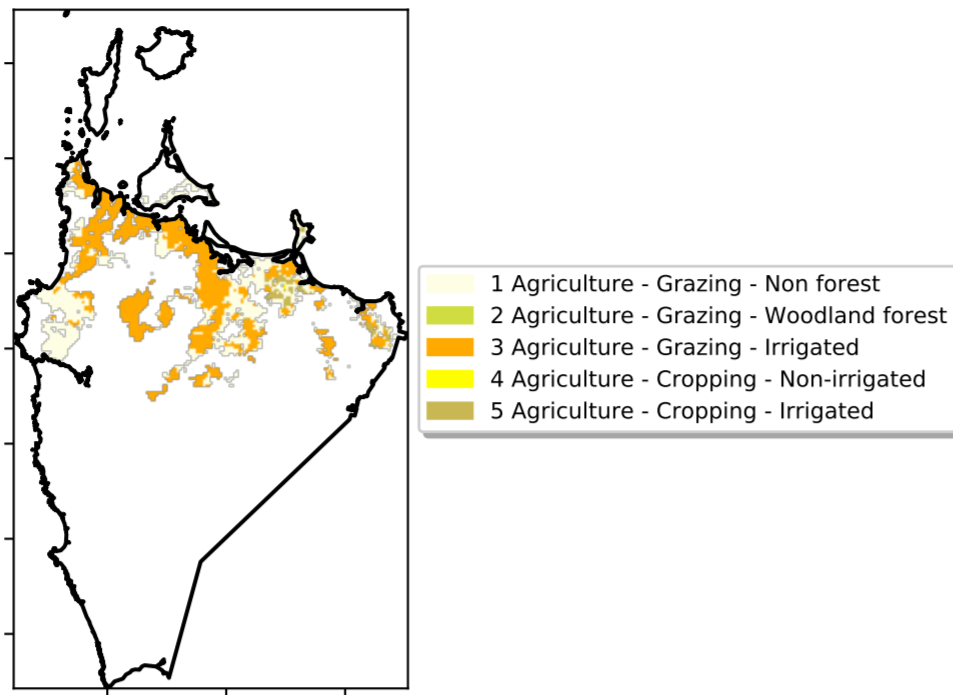 1 Agriculture - Grazing - Non forest
2 Agriculture - Grazing - Woodland forest
3 Agriculture - Grazing - Irrigated
4 Agriculture - Cropping - Non-irrigated
5 Agriculture - Cropping - Irrigated